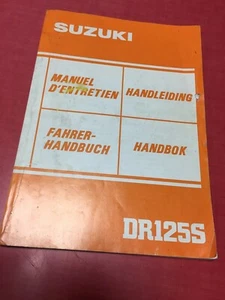 SUZUKI
MANUEL
D'ENTRETIEN
HANDLEIDING
FAHRER-
HANDBUCH
HANDBOK
DR125S